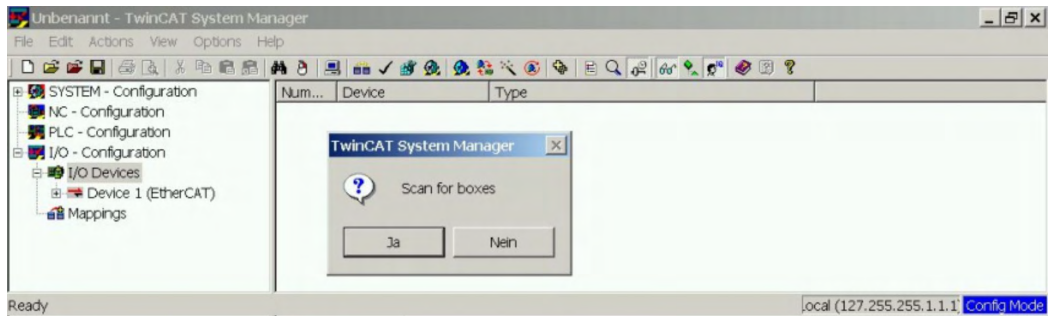 Unbenannt - TwinCAT System Manager
File Edit Actions View Options Help
SYSTEM - Configuration
NC - Configuration
PLC - Configuration
I/O - Configuration
I/O Devices
Device 1 (EtherCAT)
Mappings
Num... Device Type
TwinCAT System Manager
Scan for boxes
Ja Nein
Ready
.ocal (127.255.255.1.1.1) Config Mode